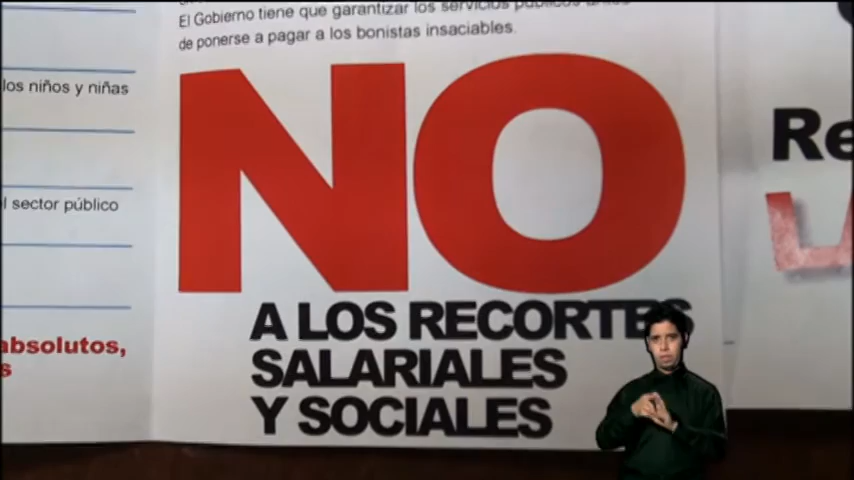 El Gobierno tiene que garantizar los servicios públicos antes
de ponerse a pagar a los bonistas insaciables.
NO
A LOS RECORTES
SALARIALES
Y SOCIALES
los niños y niñas
sector público
absolutos,
s
Re
LA